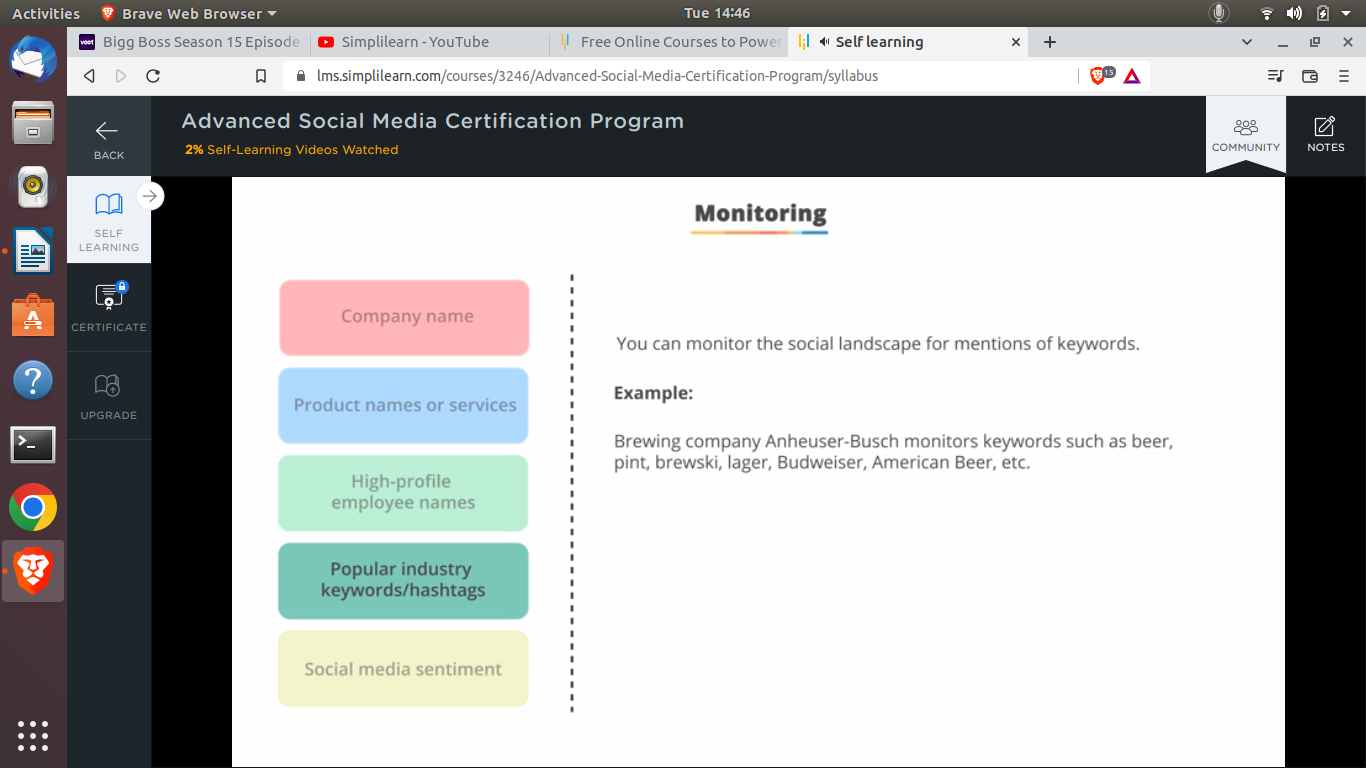 Activities
Brave Web Browser
Tue 14:46
voot
Bigg Boss Season 15 Episode
Simplilearn - YouTube
Free Online Courses to Power
Self learning
lms.simplilearn.com/courses/3246/Advanced-Social-Media-Certification-Program/syllabus
15
BACK
Advanced Social Media Certification Program
2% Self-Learning Videos Watched
COMMUNITY
NOTES
SELF
LEARNING
CERTIFICATE
UPGRADE
Monitoring
Company name
Product names or services
High-profile
employee names
Popular industry
keywords/hashtags
Social media sentiment
You can monitor the social landscape for mentions of keywords.
Example:
Brewing company Anheuser-Busch monitors keywords such as beer,
pint, brewski, lager, Budweiser, American Beer, etc.